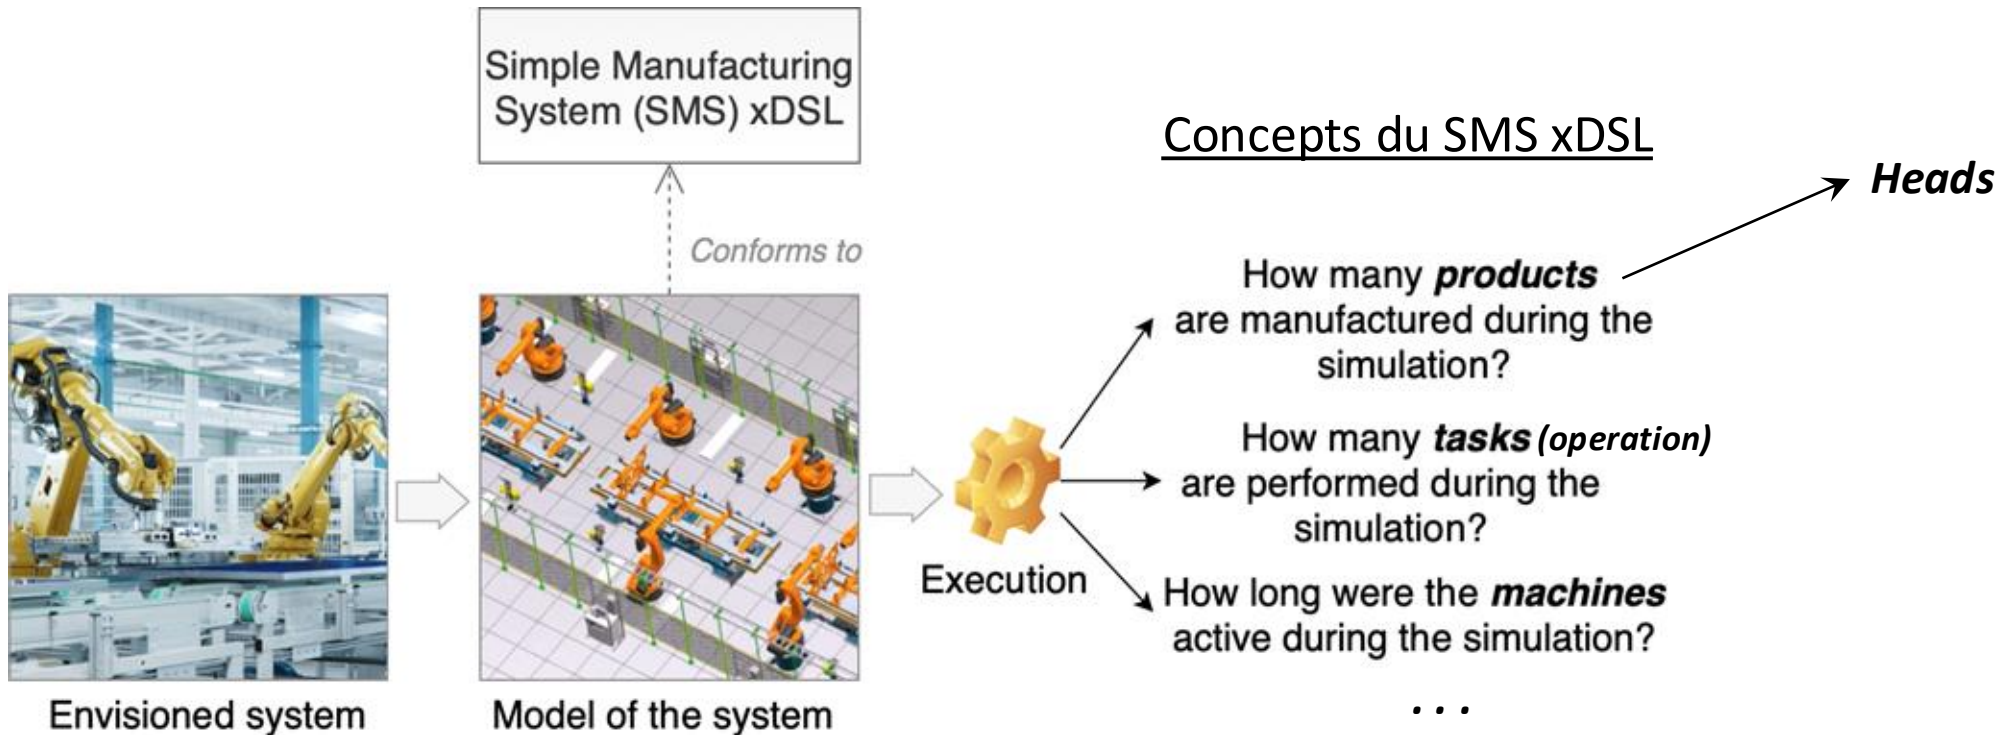 Simple Manufacturing
System (SMS) xDSL
Concepts du SMS xDSL
Heads
Conforms to
How many products
are manufactured during the
simulation?
How many tasks (operation)
are performed during the
simulation?
Execution
How long were the machines
active during the simulation?
. . .
Envisioned system
Model of the system